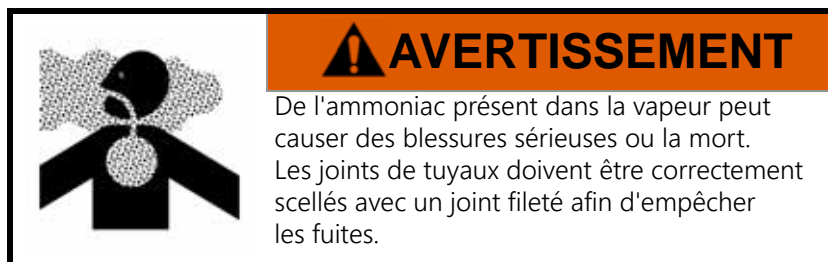 AVERTISSEMENT
De l'ammoniac présent dans la vapeur peut
causer des blessures sérieuses ou la mort.
Les joints de tuyaux doivent être correctement
scellés avec un joint fileté afin d'empêcher
les fuites.